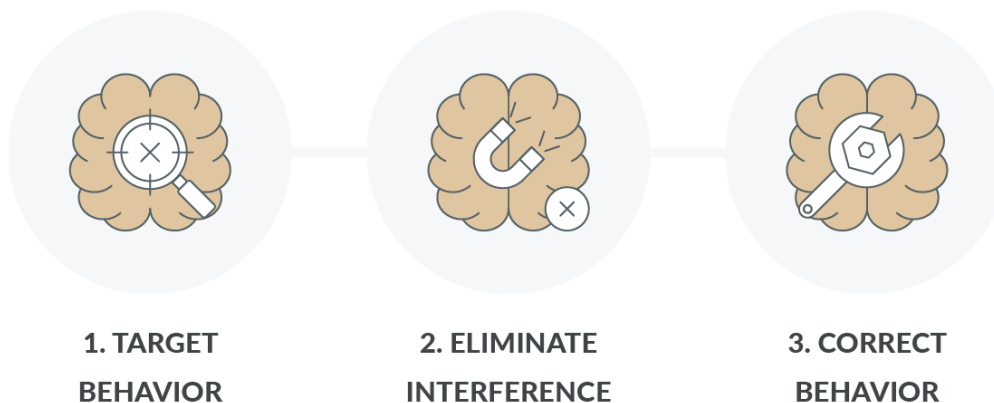 1. TARGET
BEHAVIOR
2. ELIMINATE
INTERFERENCE
3. CORRECT
BEHAVIOR